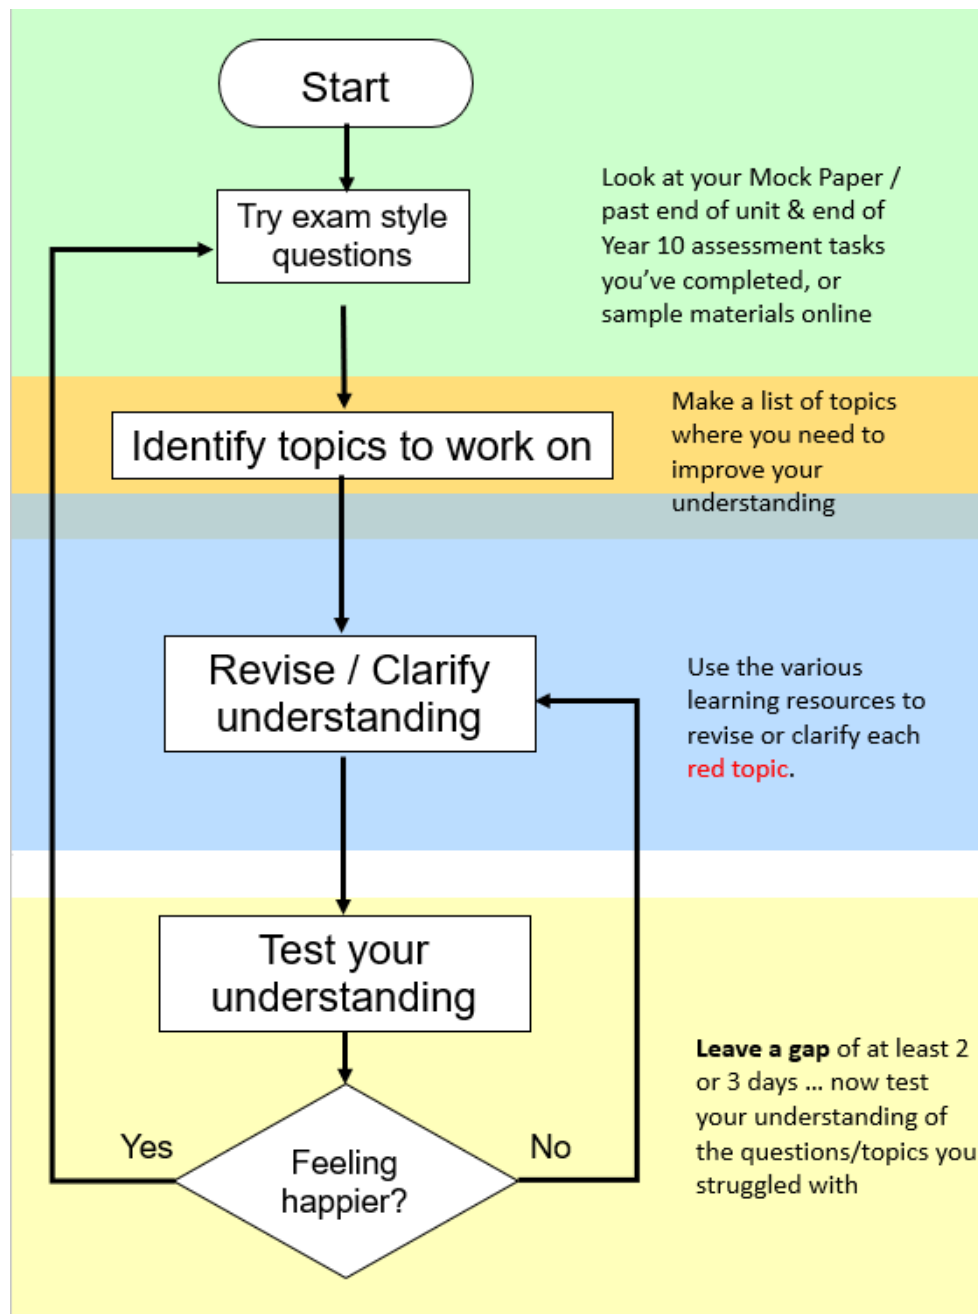 Start
Try exam style
questions
Look at your Mock Paper /
past end of unit & end of
Year 10 assessment tasks
you've completed, or
sample materials online
Identify topics to work on
Make a list of topics
where you need to
improve your
understanding
Revise / Clarify
understanding
Use the various
learning resources to
revise or clarify each
red topic.
Test your
understanding
Leave a gap of at least 2
or 3 days ... now test
your understanding of
the questions/topics you
struggled with
Yes
Feeling
happier?
No